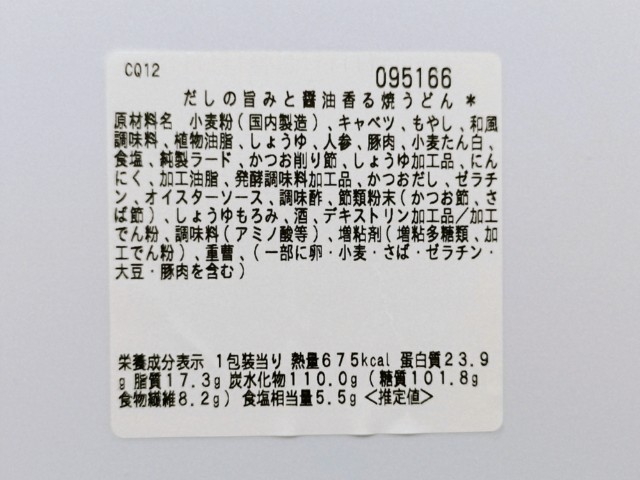 CQ12
095166
だしの旨みと醤油香る焼うどん*
原材料名 小麦粉(国内製造)、キャベツ、もやし、和風
調味料、植物油脂、しょうゆ、人参、豚肉、小麦たん白、
食塩、純製ラード、かつお削り節、しょうゆ加工品、にん
にく、加工油脂、発酵調味料加工品、かつおだし、ゼラチ
ン、オイスターソース、調味酢、節類粉末(かつお節、さ
ば節)、しょうゆもろみ、酒、デキストリン加工品/加工
でん粉、調味料(アミノ酸等)、増粘剤(増粘多糖類、加
工でん粉)、重曹、(一部に卵・小麦・さば・ゼラチン・
大豆・豚肉を含む)
栄養成分表示 1包装当り 熱量675kcal 蛋白質23.9
g 脂質17.3g 炭水化物110.0g(糖質101.8g
食物繊維8.2g) 食塩相当量5.5g<推定値>